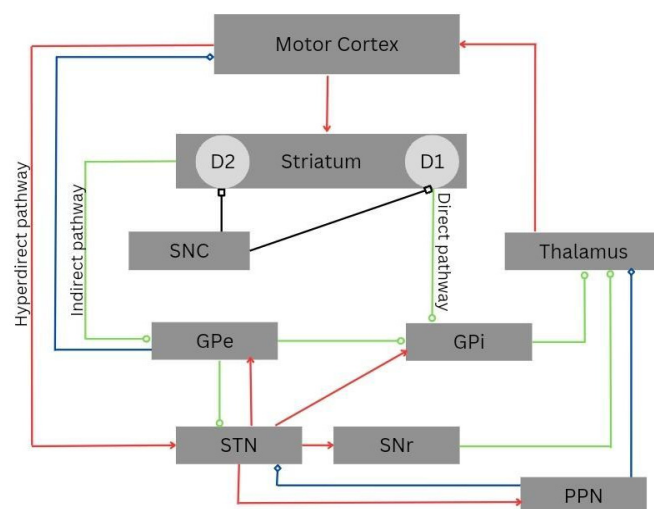 Motor Cortex
D2
Striatum
D1
Hyperdirect pathway
Indirect pathway
Direct pathway
SNC
Thalamus
GPe
GPi
STN
SNr
PPN